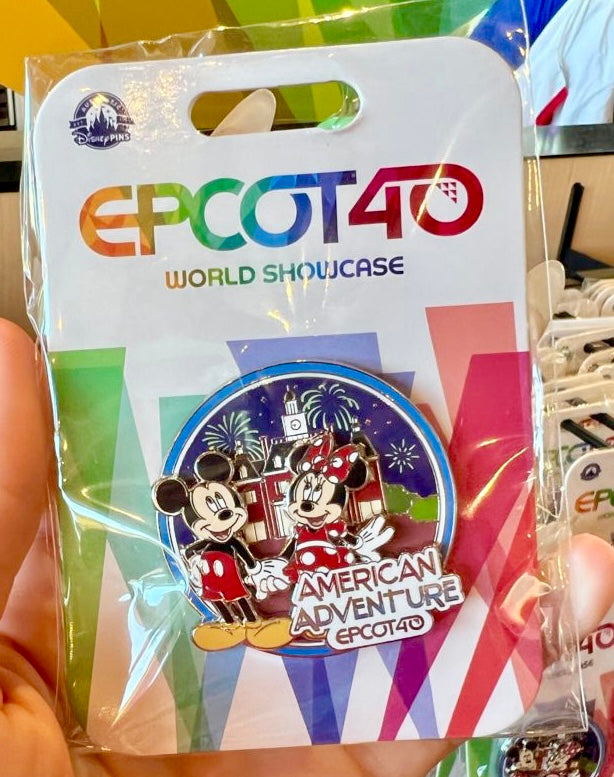 Disney PINS
EPCOT40
WORLD SHOWCASE
AMERICAN
ADVENTURE
EPCOT40